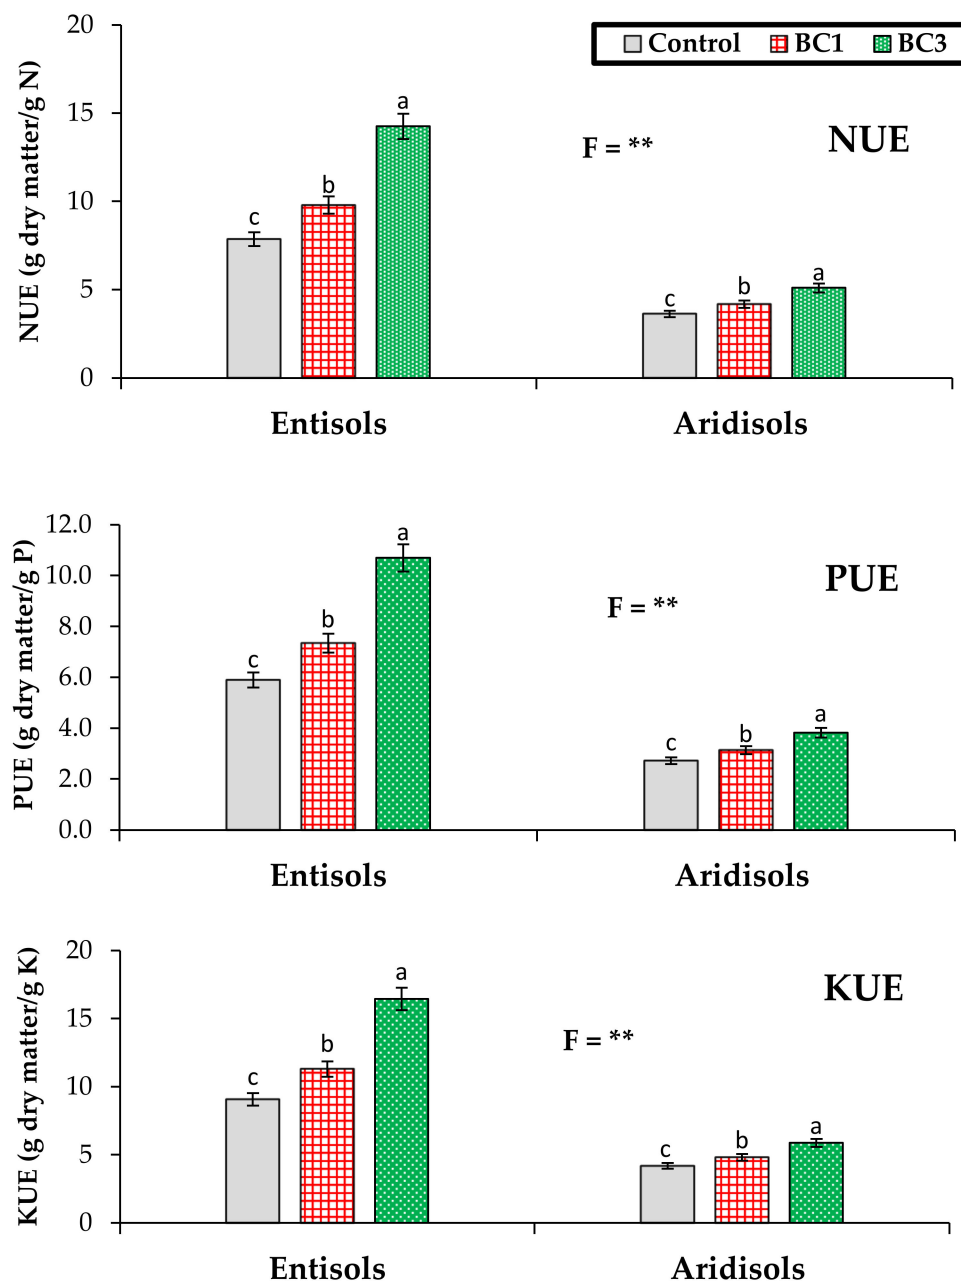 20
Control BC1 BC3
a
15
NUE
F = **
NUE (g dry matter/g N)
b
10
c
a
5
b
c
0
Entisols Aridisols
12.0
a
10.0
PUE
F = **
PUE (g dry matter/g P)
8.0
b
c
6.0
4.0
a
b
c
2.0
0.0
Entisols Aridisols
20
a
KUE
15
F = **
KUE (g dry matter/g K)
b
10
c
a
5
b
c
0
Entisols Aridisols